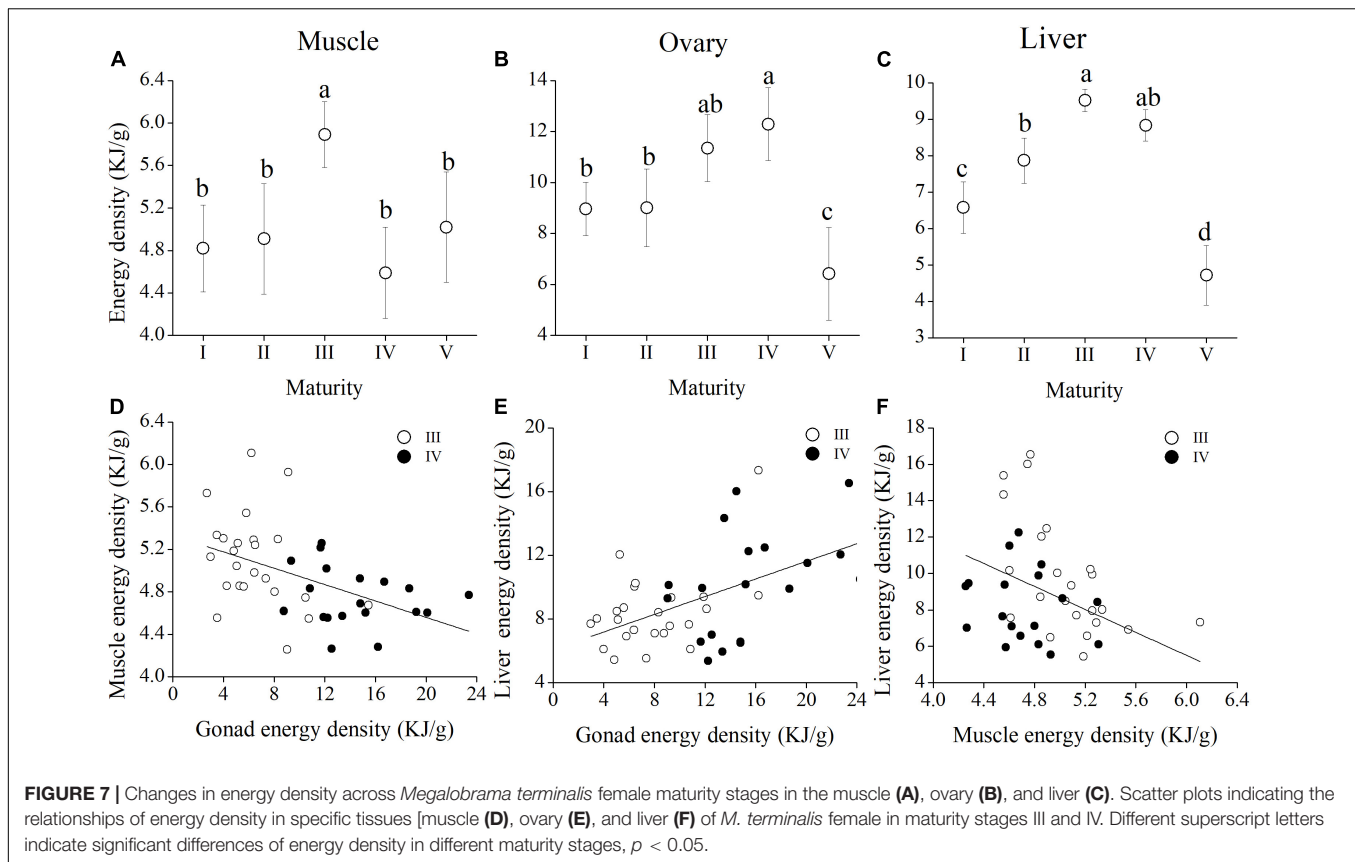 Muscle
Ovary
Liver
A
B
C
6.4
6.0
5.6
5.2
4.8
4.4
4.0
Energy density (KJ/g)
b
b
a
b
b
I
II
III
IV
V
Maturity
14
12
10
8
6
4
b
b
ab
a
c
I
II
III
IV
V
Maturity
10
9
8
7
6
5
4
3
c
b
a
ab
d
I
II
III
IV
V
Maturity
D
6.4
6.0
5.6
5.2
4.8
4.4
4.0
Muscle energy density (KJ/g)
III
IV
0
4
8
12
16
20
24
Gonad energy density (KJ/g)
E
20
16
12
8
4
Liver energy density (KJ/g)
III
IV
0
4
8
12
16
20
24
Gonad energy density (KJ/g)
F
18
16
14
12
10
8
6
4
Liver energy density (KJ/g)
III
IV
4.0
4.4
4.8
5.2
5.6
6.0
6.4
Muscle energy density (KJ/g)
FIGURE 7 | Changes in energy density across Megalobrama terminalis female maturity stages in the muscle (A), ovary (B), and liver (C). Scatter plots indicating the
relationships of energy density in specific tissues [muscle (D), ovary (E), and liver (F) of M. terminalis female in maturity stages III and IV. Different superscript letters
indicate significant differences of energy density in different maturity stages, p < 0.05.